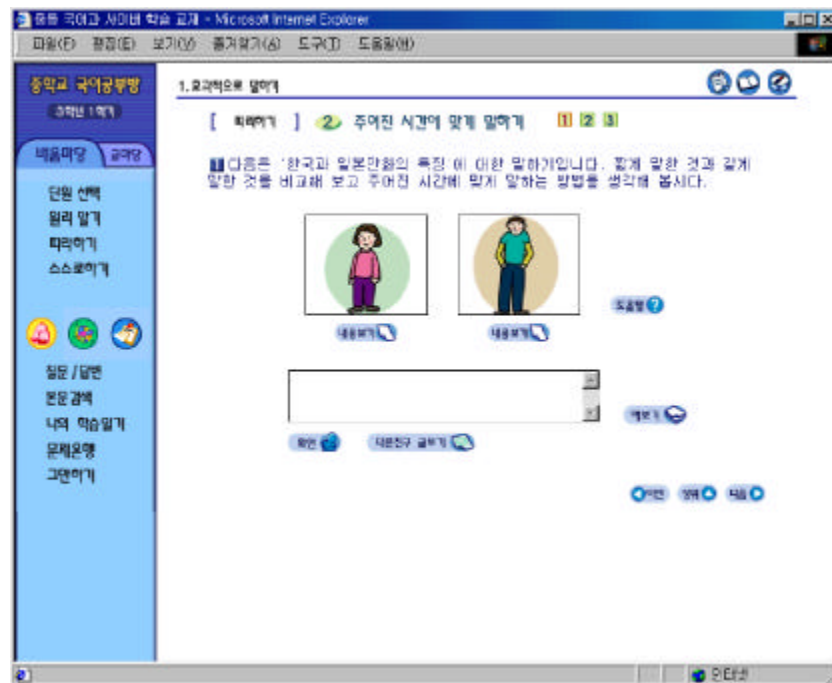 중등 국어과 사이버 학습 교재 - Microsoft Internet Explorer
파일(F) 편집(E) 보기(V) 즐겨찾기(A) 도구(T) 도움말(H)
중학교 국어공부방
1학기
배움마당
단원 선택
원리 알기
따라하기
스스로하기
질문 / 답변
본문검색
나의 학습일기
문제은행
그만하기
1. 효과적으로 말하기
[ 따라하기 ] 2 주어진 시간에 맞게 말하기 1 2 3
1 다음은 '한국과 일본만화의 특징'에 대한 말하기입니다. 짧게 말한 것과 길게
말한 것을 비교해 보고 주어진 시간에 맞게 말하는 방법을 생각해 봅시다.
내용보기 내용보기
도움말 ?
예보기
확인 다른친구 글보기
이전 상위 다음
인터넷